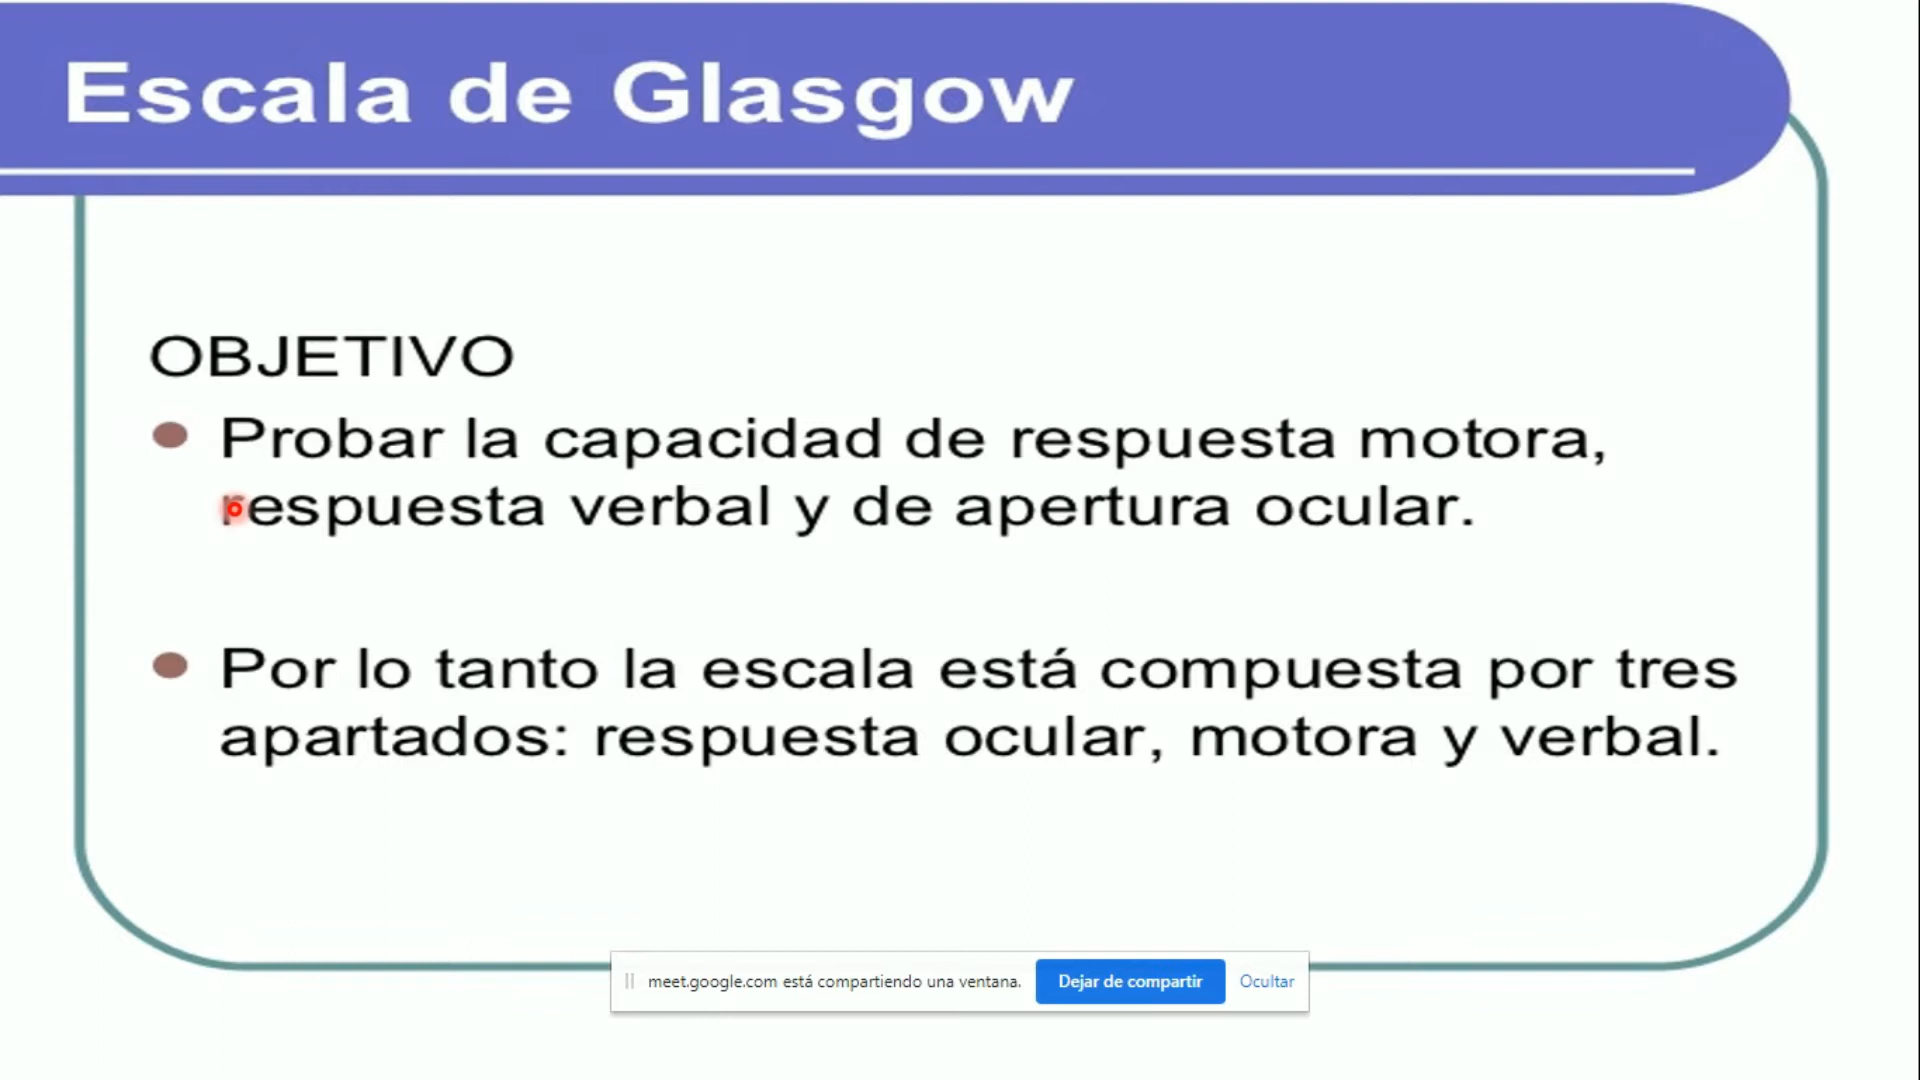 Escala de Glasgow
OBJETIVO
Probar la capacidad de respuesta motora,
respuesta verbal y de apertura ocular.
Por lo tanto la escala está compuesta por tres
apartados: respuesta ocular, motora y verbal.
meet.google.com está compartiendo una ventana. Dejar de compartir Ocultar